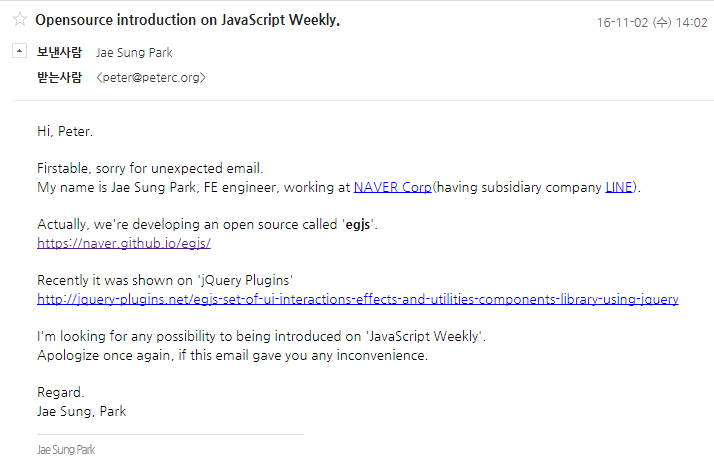 Opensource introduction on JavaScript Weekly.
16-11-02 (수) 14:02
보낸사람 Jae Sung Park
받는사람 <peter@peterc.org>
Hi, Peter.
Firstable, sorry for unexpected email.
My name is Jae Sung Park, FE engineer, working at NAVER Corp(having subsidiary company LINE).
Actually, we're developing an open source called 'egjs'.
https://naver.github.io/egjs/
Recently it was shown on 'jQuery Plugins'
http://jquery-plugins.net/egjs-set-of-ui-interactions-effects-and-utilities-components-library-using-jquery
I'm looking for any possibility to being introduced on 'JavaScript Weekly'.
Apologize once again, if this email gave you any inconvenience.
Regard.
Jae Sung, Park
Jae Sung Park